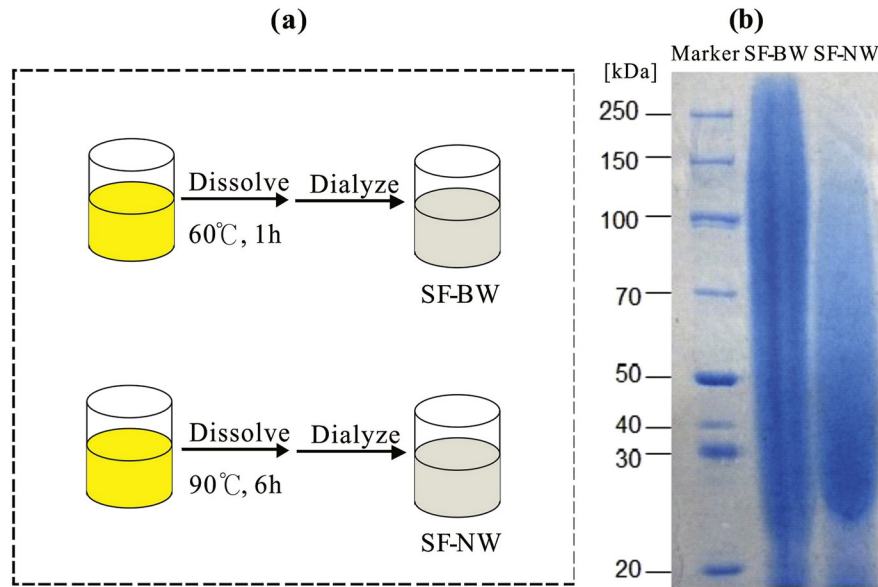 (a)
Dissolve Dialyze
60℃, 1h
SF-BW
Dissolve Dialyze
90℃, 6h
SF-NW
(b)
Marker SF-BW SF-NW
[kDa]
250
150
100
70
50
40
30
20